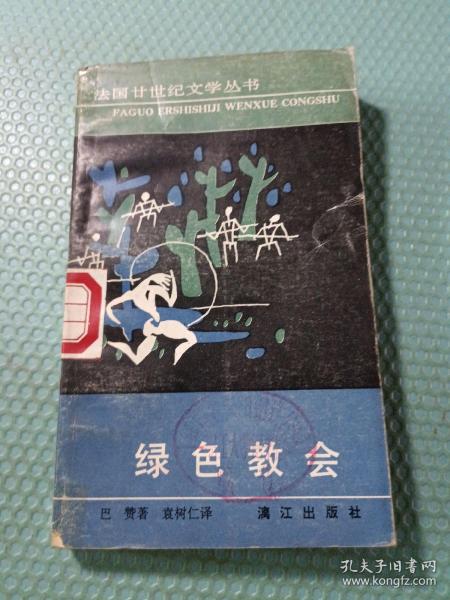 法国廿世纪文学丛书
FAGUO ERSHISHIJI WENXUE CONGSHU
绿色教会
巴 赞著 袁树仁译 漓江出版社
孔夫子旧书网
www.kongfz.com